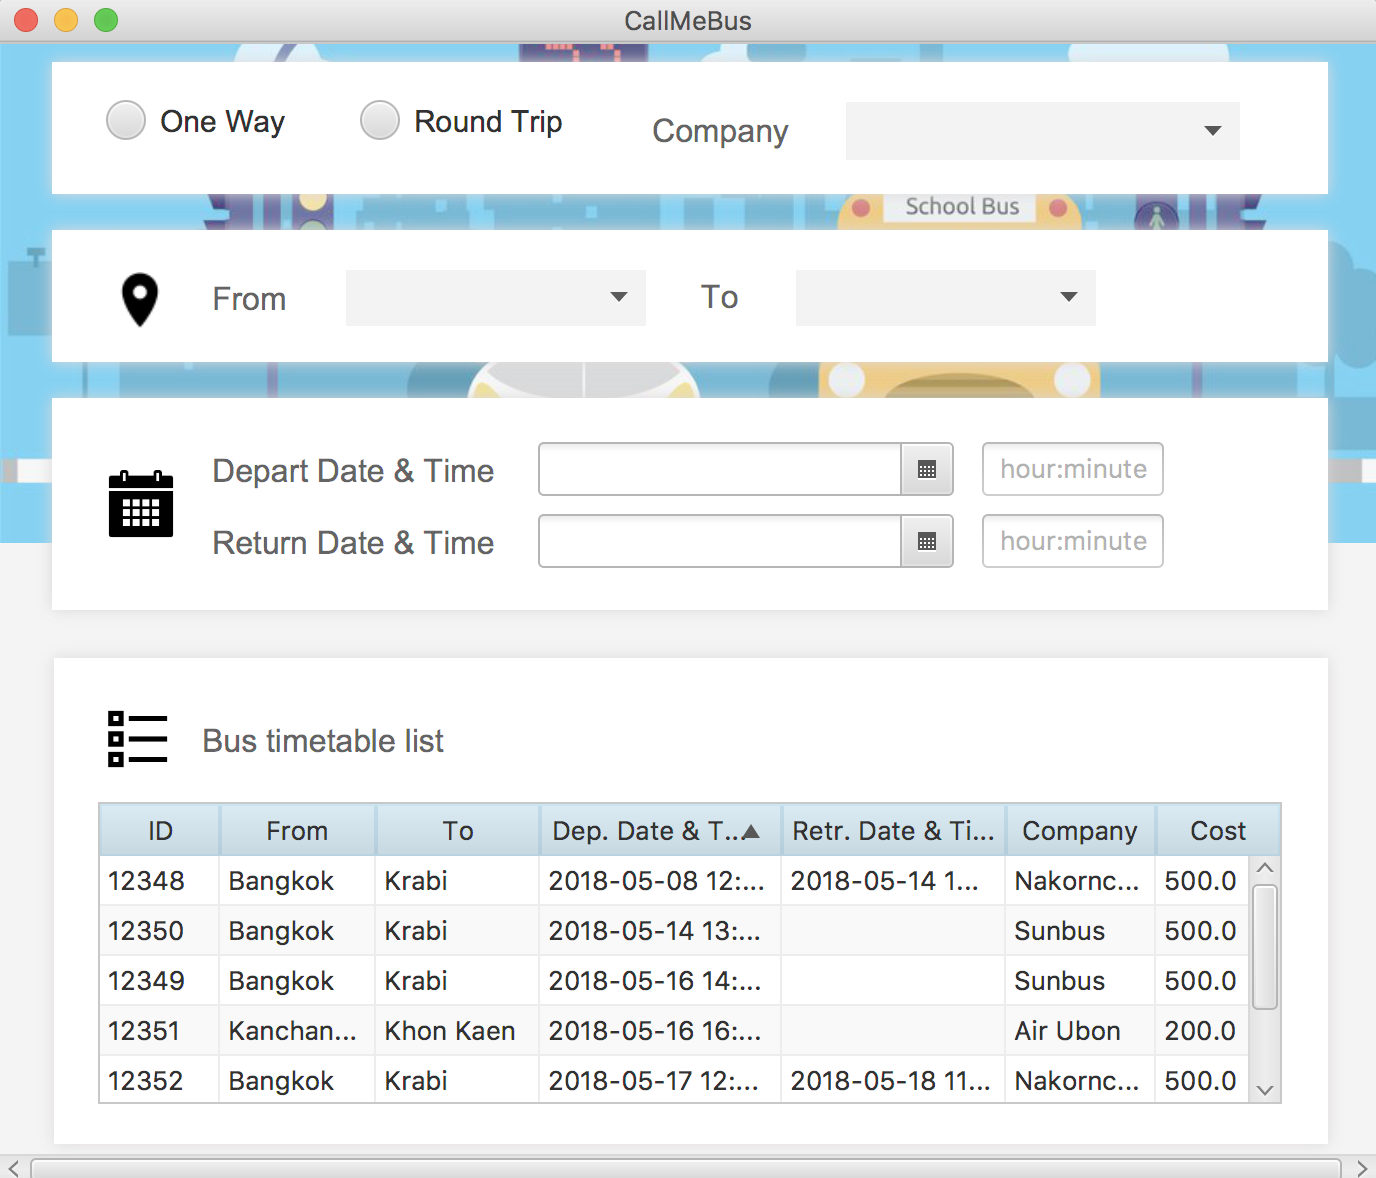 CallMeBus
One Way Round Trip Company
School Bus
From To
Depart Date & Time hour:minute
Return Date & Time hour:minute
Bus timetable list
ID From To Dep. Date & T... Retr. Date & Ti... Company Cost
12348 Bangkok Krabi 2018-05-08 12:... 2018-05-14 1... Nakornc... 500.0
12350 Bangkok Krabi 2018-05-14 13:... Sunbus 500.0
12349 Bangkok Krabi 2018-05-16 14:... Sunbus 500.0
12351 Kanchan... Khon Kaen 2018-05-16 16:... Air Ubon 200.0
12352 Bangkok Krabi 2018-05-17 12:... 2018-05-18 11... Nakornc... 500.0